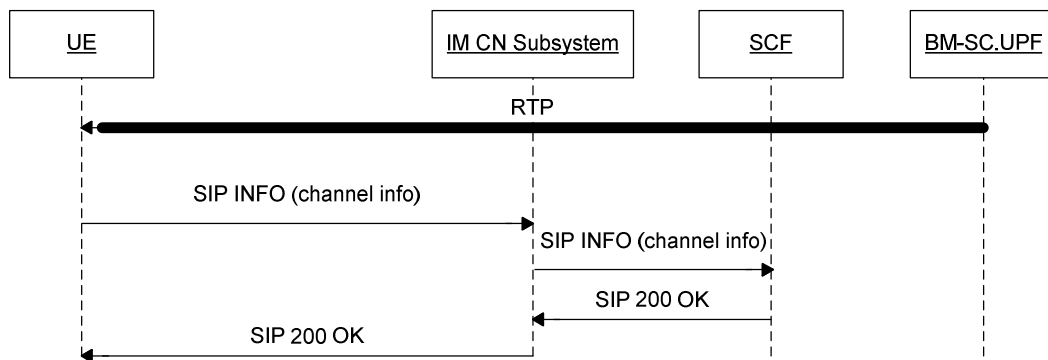 UE
IM CN Subsystem
SCF
BM-SC.UPF
RTP
SIP INFO (channel info)
SIP INFO (channel info)
SIP 200 OK
SIP 200 OK